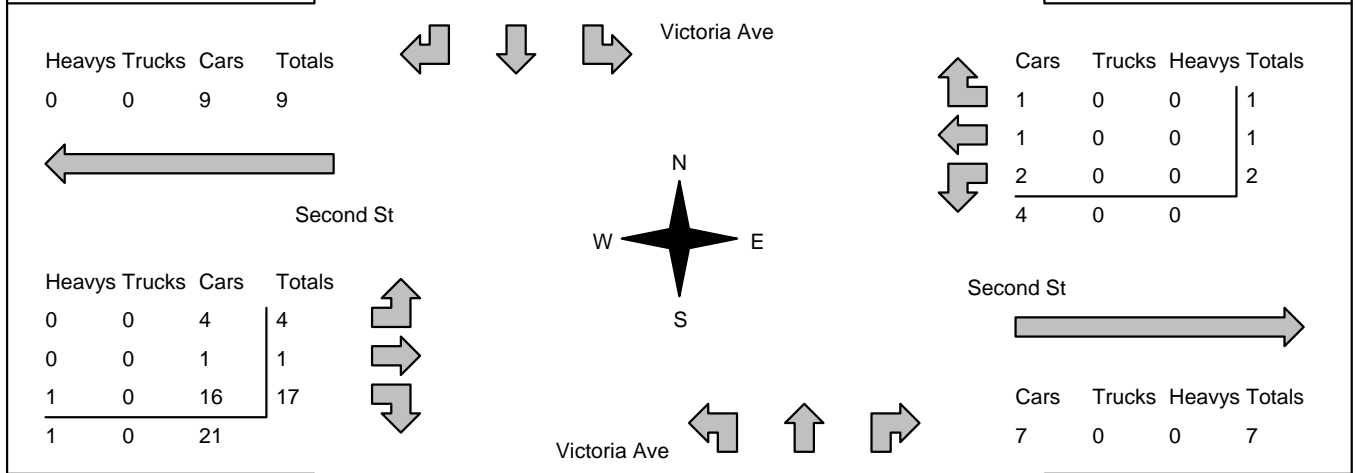 Victoria Ave
Heavys Trucks Cars Totals
0 0 9 9
Cars Trucks Heavys Totals
1 0 0 1
1 0 0 1
2 0 0 2
4 0 0
Second St
N
W E
S
Heavys Trucks Cars Totals
0 0 4 4
0 0 1 1
1 0 16 17
1 0 21
Second St
Cars Trucks Heavys Totals
7 0 0 7
Victoria Ave